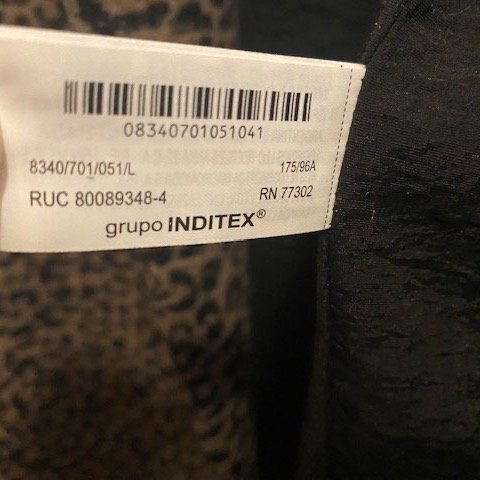 08340701051041
8340/701/051/L 175/96A
RUC 80089348-4 RN 77302
grupo INDITEX®